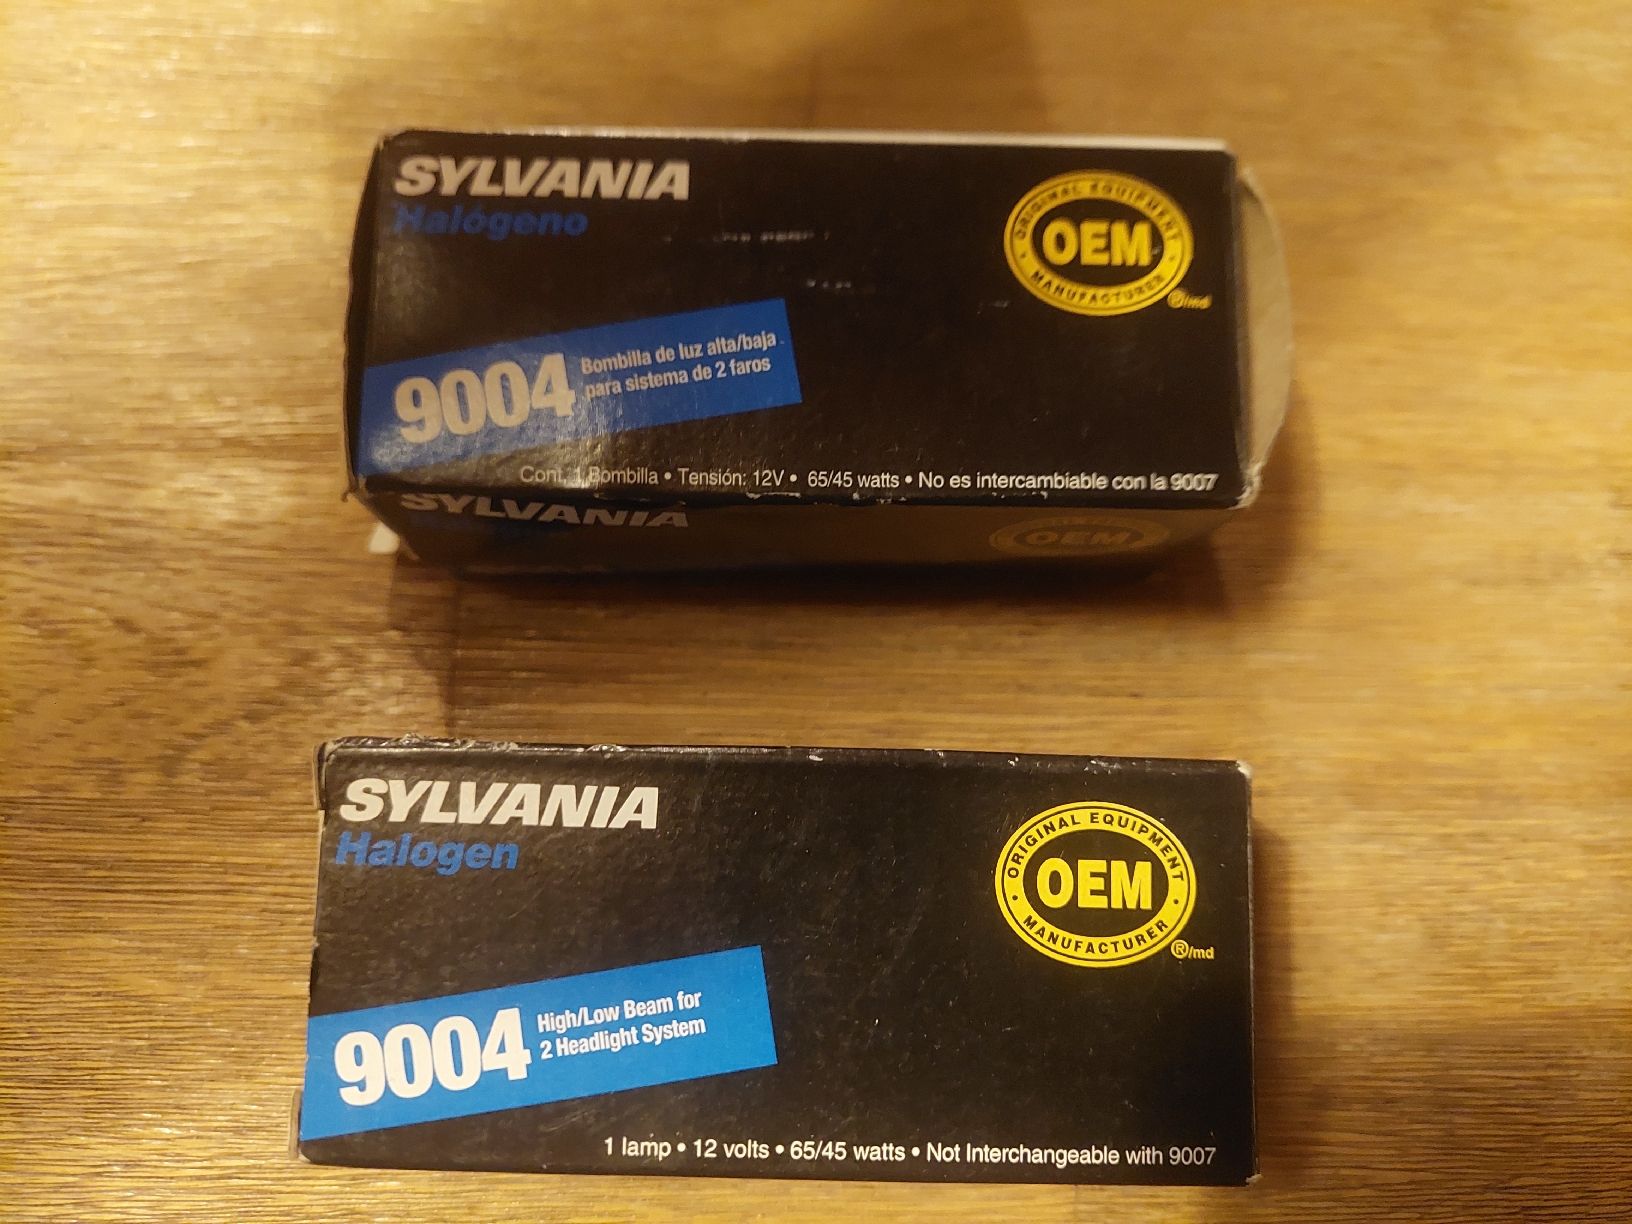 SYLVANIA
Halógeno
ORIGINAL EQUIPMENT
OEM
MANUFACTURER
®/md
9004
Bombilla de luz alta/baja
para sistema de 2 faros
Cont. 1 Bombilla • Tensión: 12V • 65/45 watts • No es intercambiable con la 9007
SYLVANIA
OEM
SYLVANIA
Halogen
ORIGINAL EQUIPMENT
OEM
MANUFACTURER
®/md
9004
High/Low Beam for
2 Headlight System
1 lamp • 12 volts • 65/45 watts • Not Interchangeable with 9007